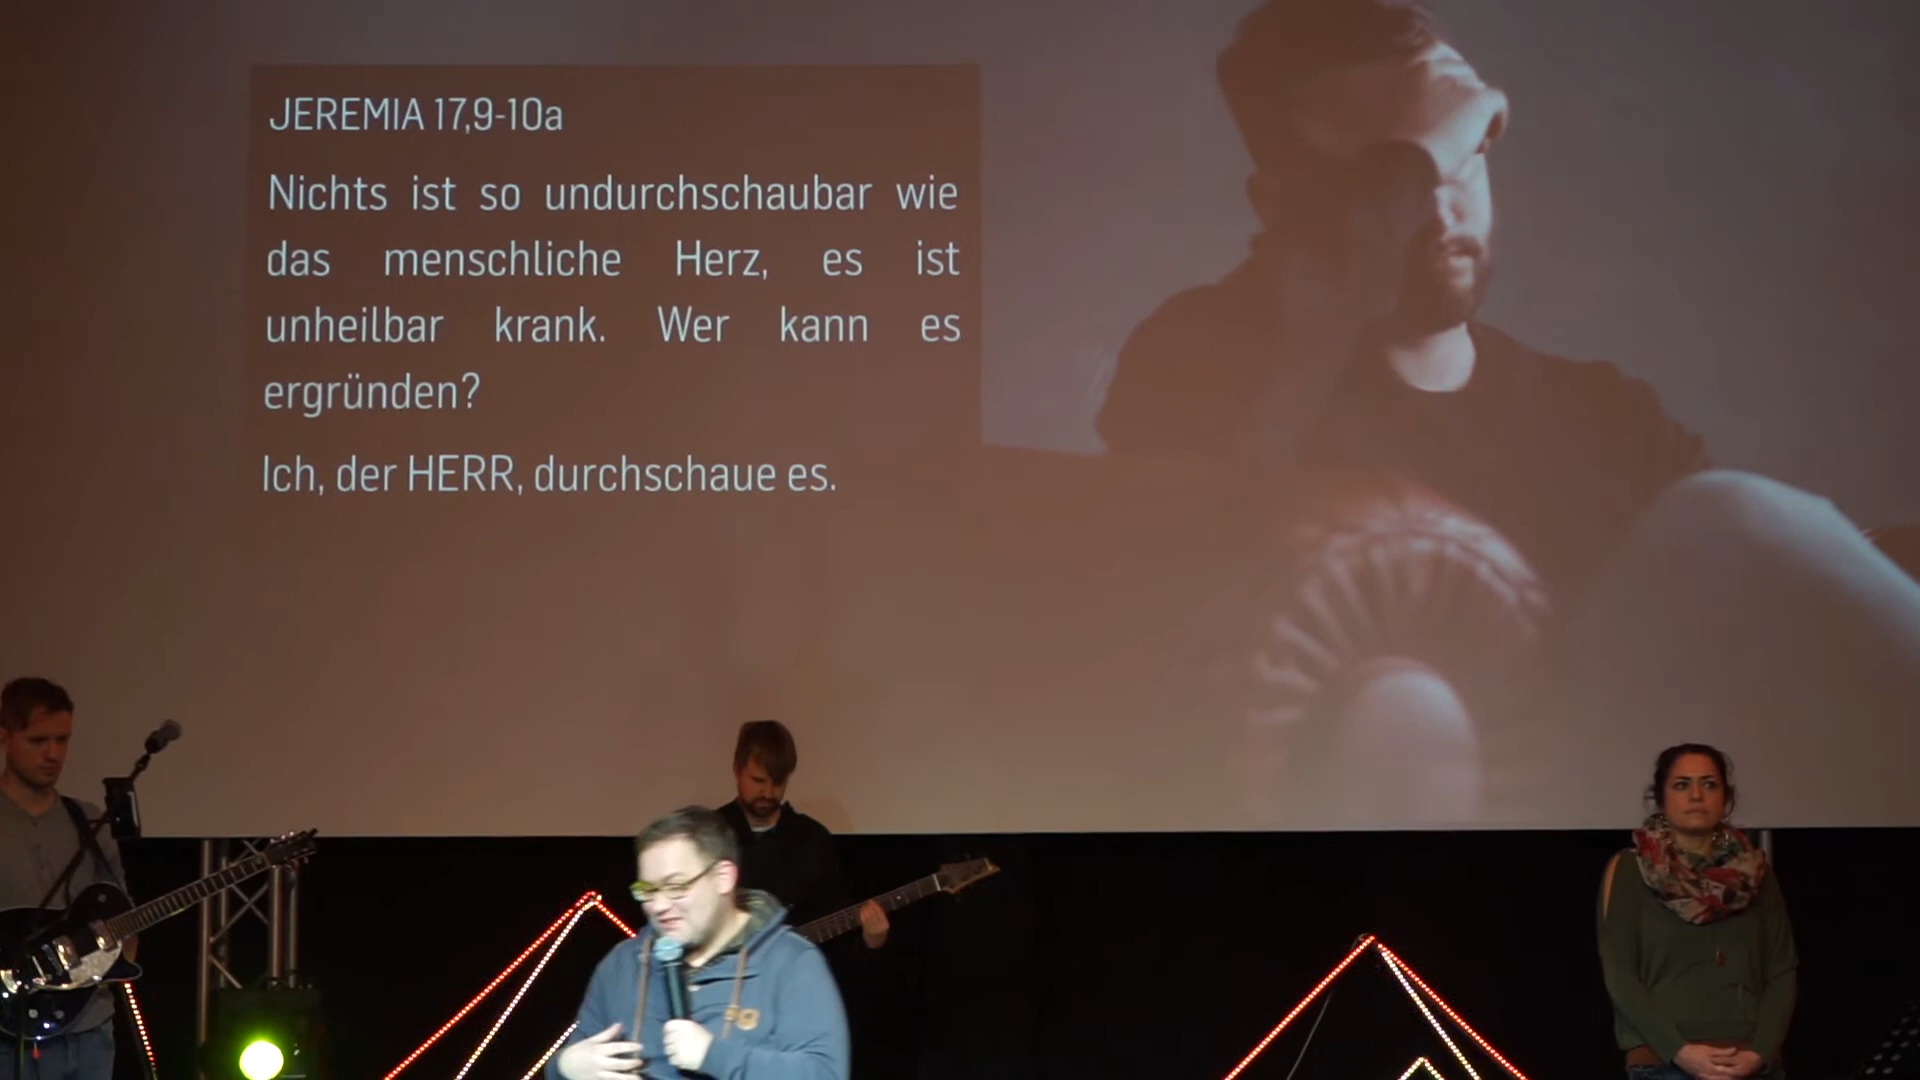 JEREMIA 17,9-10a
Nichts ist so undurchschaubar wie
das menschliche Herz, es ist
unheilbar krank. Wer kann es
ergründen?
Ich, der HERR, durchschaue es.